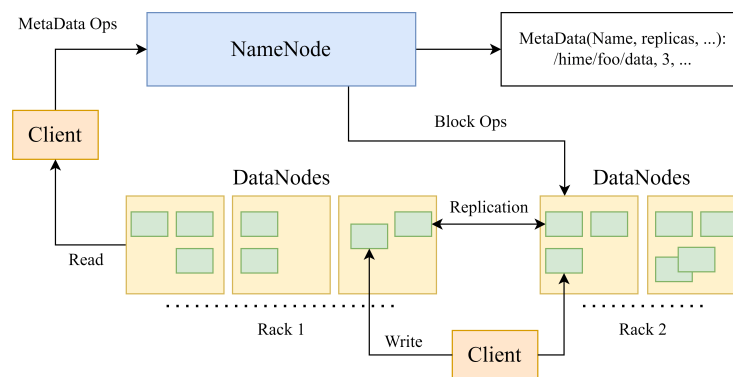 MetaData Ops
NameNode
MetaData(Name, replicas, ...):
/hime/foo/data, 3, ...
Client
Block Ops
DataNodes
DataNodes
Replication
Read
Rack 1
Write
Client
Rack 2